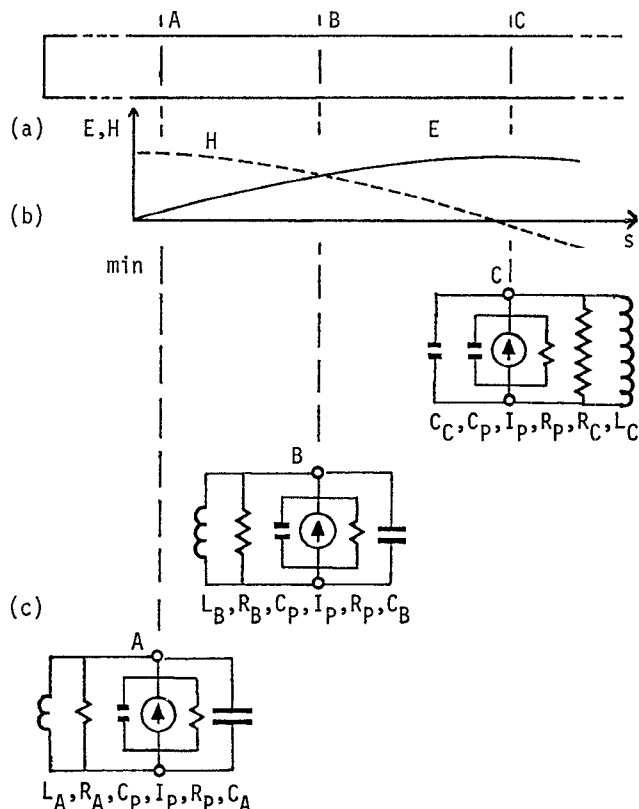 A B C
(a)
E,H H E
(b)
s
min
C
C_C,C_P,I_P,R_P,R_C,L_C
B
L_B,R_B,C_P,I_P,R_P,C_B
(c)
A
L_A,R_A,C_P,I_P,R_P,C_A